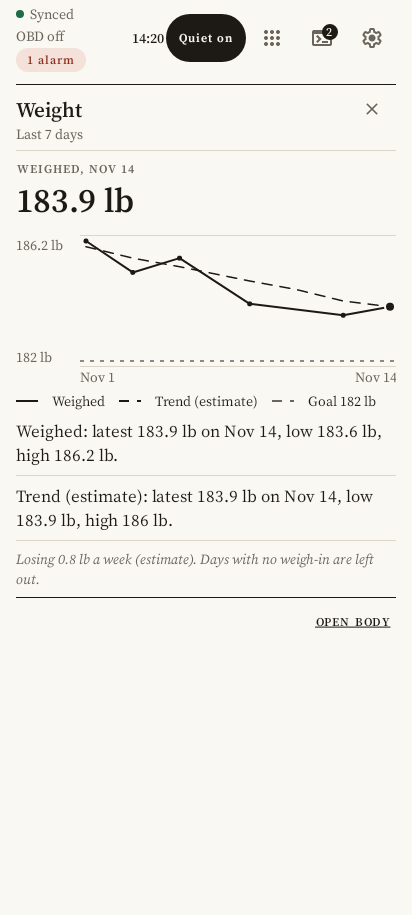 Synced
OBD off
1 alarm
14:20
Quiet on
2
Weight
Last 7 days
WEIGHED, NOV 14
183.9 lb
186.2 lb
182 lb
Nov 1
Nov 14
Weighed
Trend (estimate)
Goal 182 lb
Weighed: latest 183.9 lb on Nov 14, low 183.6 lb,
high 186.2 lb.
Trend (estimate): latest 183.9 lb on Nov 14, low
183.9 lb, high 186 lb.
Losing 0.8 lb a week (estimate). Days with no weigh-in are left
out.
OPEN BODY